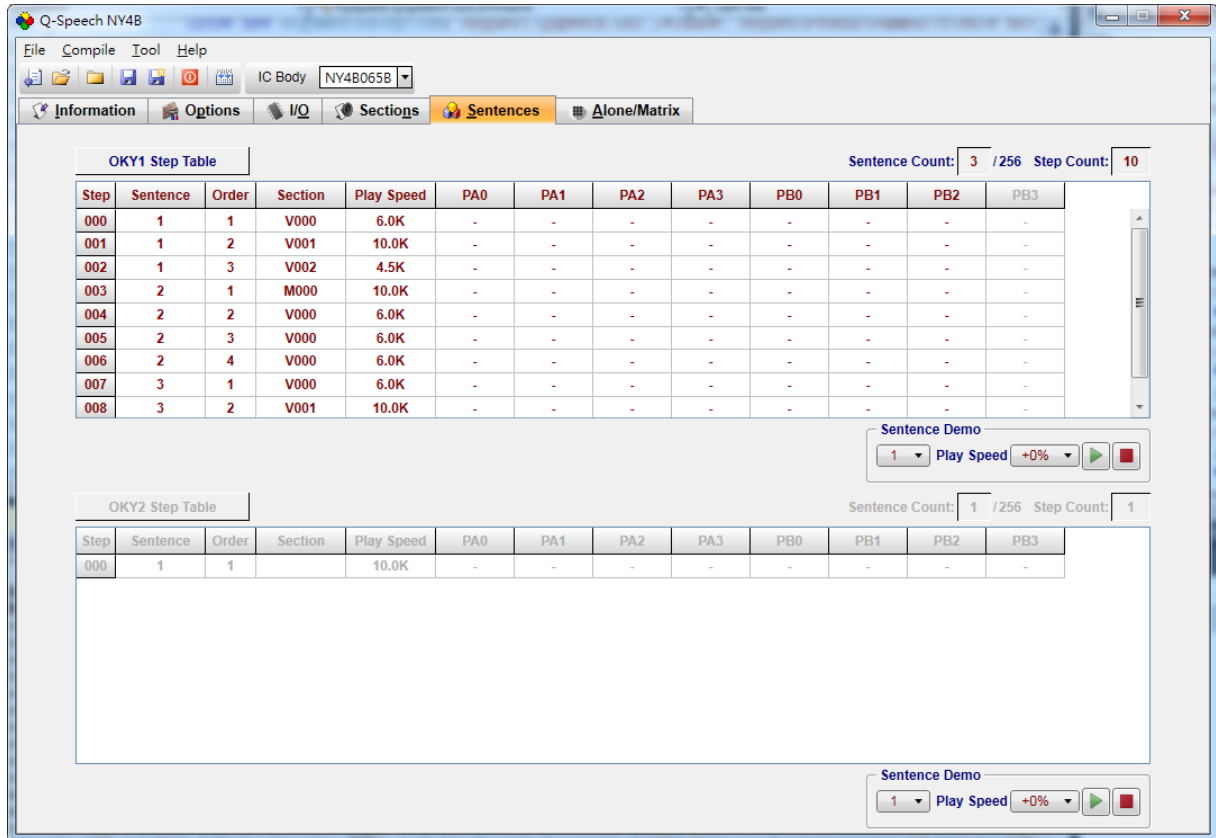 Q-Speech NY4B
File Compile Tool Help
IC Body NY4B065B
Information Options I/O Sections Sentences Alone/Matrix
OKY1 Step Table Sentence Count: 3 / 256 Step Count: 10
Step Sentence Order Section Play Speed PA0 PA1 PA2 PA3 PB0 PB1 PB2 PB3
000 1 1 V000 6.0K - - - - - - - -
001 1 2 V001 10.0K - - - - - - - -
002 1 3 V002 4.5K - - - - - - - -
003 2 1 M000 10.0K - - - - - - - -
004 2 2 V000 6.0K - - - - - - - -
005 2 3 V000 6.0K - - - - - - - -
006 2 4 V000 6.0K - - - - - - - -
007 3 1 V000 6.0K - - - - - - - -
008 3 2 V001 10.0K - - - - - - - -
Sentence Demo
1 Play Speed +0%
OKY2 Step Table Sentence Count: 1 / 256 Step Count: 1
Step Sentence Order Section Play Speed PA0 PA1 PA2 PA3 PB0 PB1 PB2 PB3
000 1 1 10.0K - - - - - - - -
Sentence Demo
1 Play Speed +0%